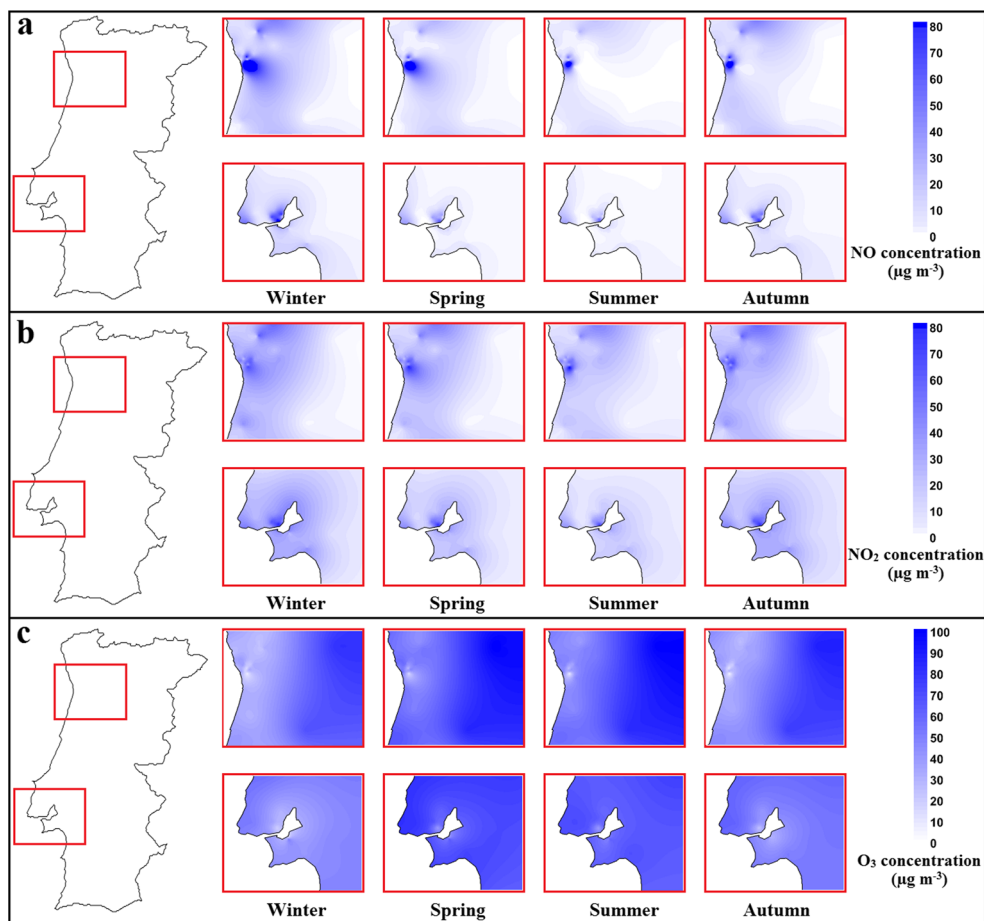 a
80
70
60
50
40
30
20
10
0
NO concentration
(µg m⁻³)
Winter Spring Summer Autumn
b
80
70
60
50
40
30
20
10
0
NO₂ concentration
(µg m⁻³)
Winter Spring Summer Autumn
c
100
90
80
70
60
50
40
30
20
10
0
O₃ concentration
(µg m⁻³)
Winter Spring Summer Autumn